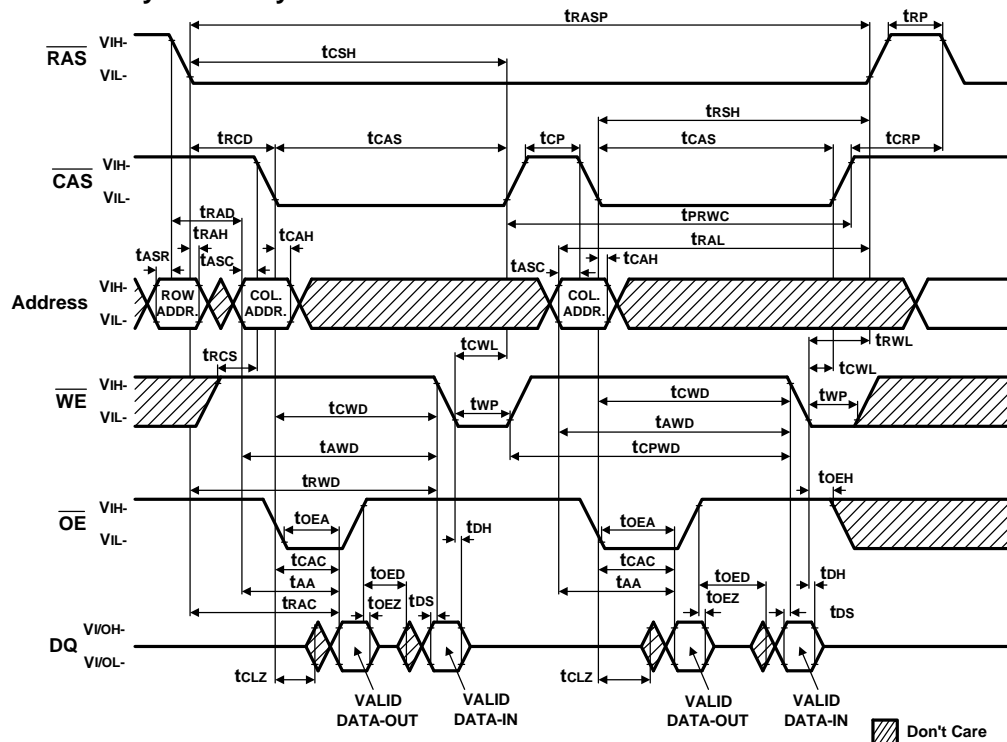 tRASP
tRP
RAS
VIH-
VIL-
tCSH
tRSH
tRCD
tCAS
tCP
tCAS
tCRP
CAS
VIH-
VIL-
tPRWC
tRAD
tRAL
tRAH
tCAH
tASR
tASC
tASC
tCAH
Address
VIH-
VIL-
ROW
ADDR.
COL.
ADDR.
COL.
ADDR.
tRWL
tCWL
tRCS
tCWL
WE
VIH-
VIL-
tCWD
tWP
tCWD
tWP
tAWD
tAWD
tCPWD
tRWD
tOEH
OE
VIH-
VIL-
tOEA
tDH
tOEA
tCAC
tCAC
tAA
tOED
tAA
tOED
tDH
tRAC
tOEZ
tDS
tOEZ
tDS
DQ
VI/OH-
VI/OL-
tCLZ
tCLZ
VALID
DATA-OUT
VALID
DATA-IN
VALID
DATA-OUT
VALID
DATA-IN
Don't Care